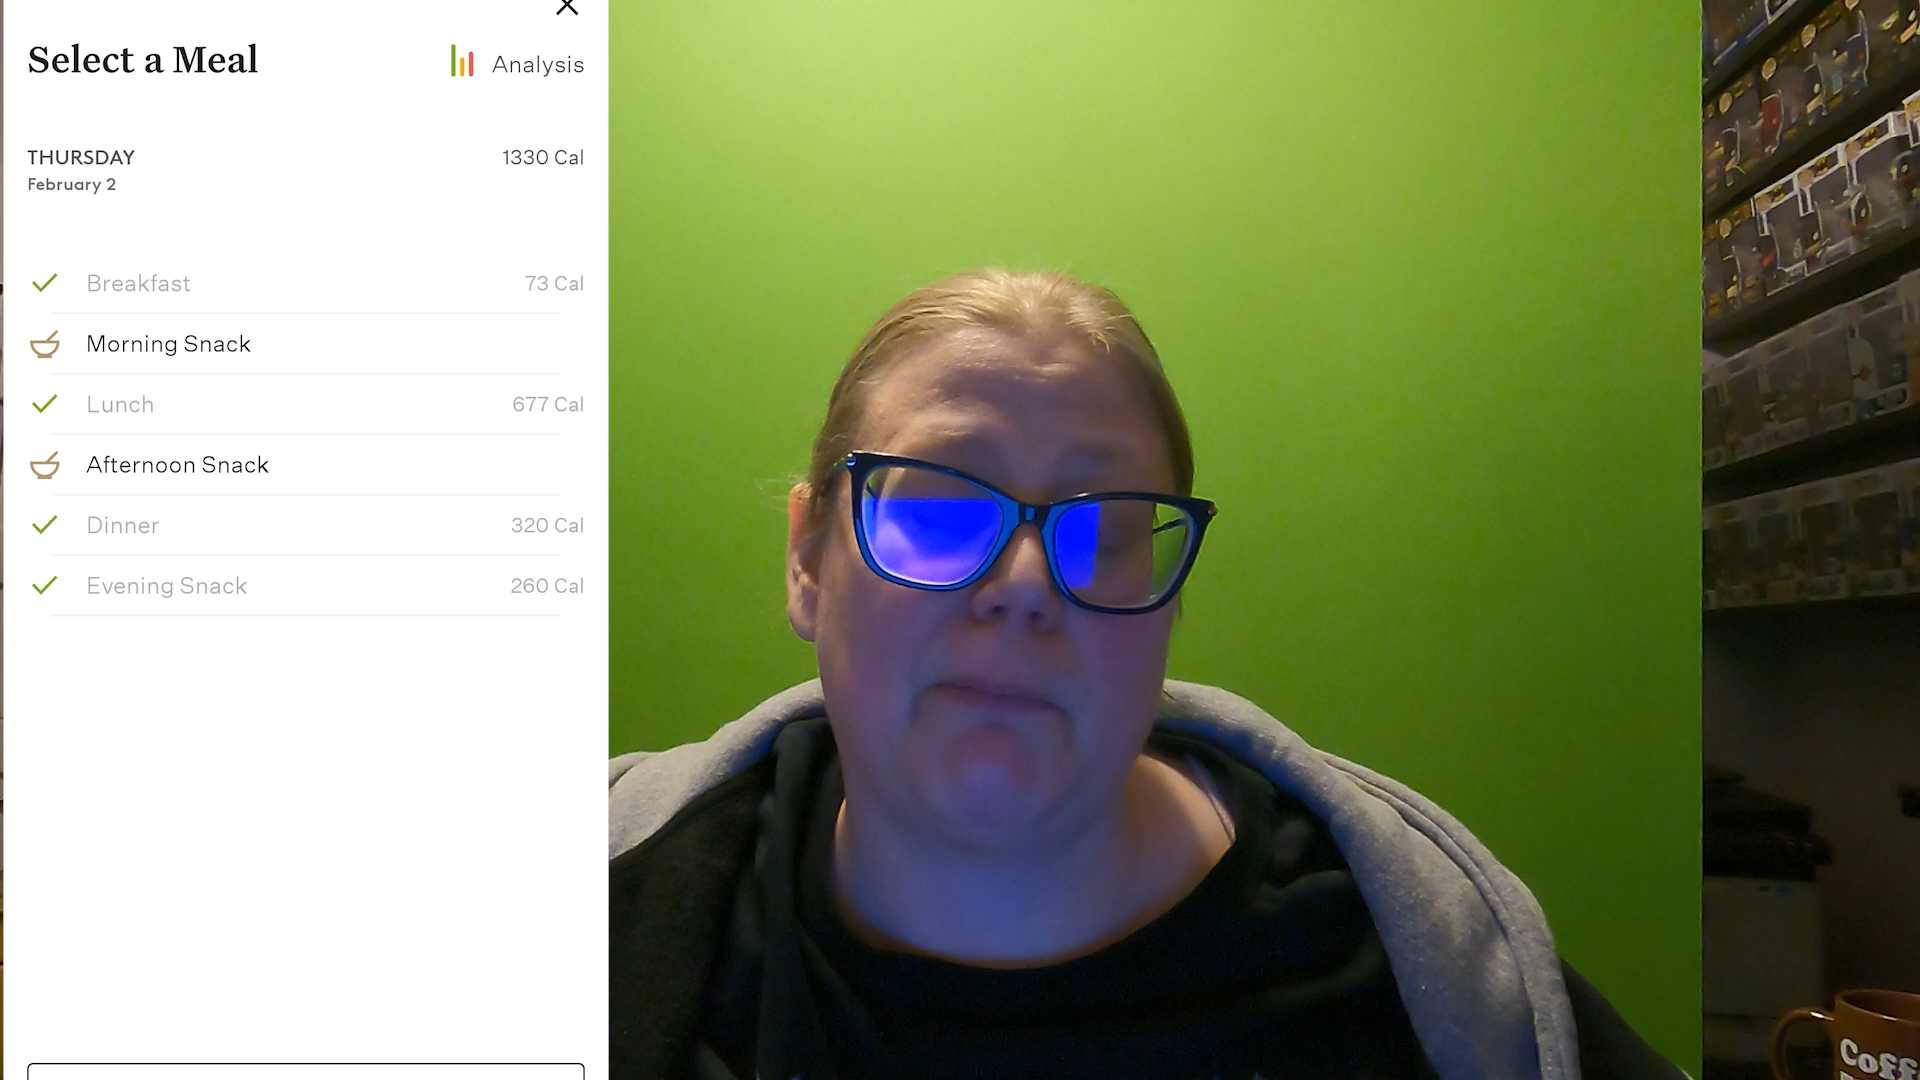 Select a Meal
Analysis
THURSDAY
1330 Cal
February 2
Breakfast
73 Cal
Morning Snack
Lunch
677 Cal
Afternoon Snack
Dinner
320 Cal
Evening Snack
260 Cal
Coff